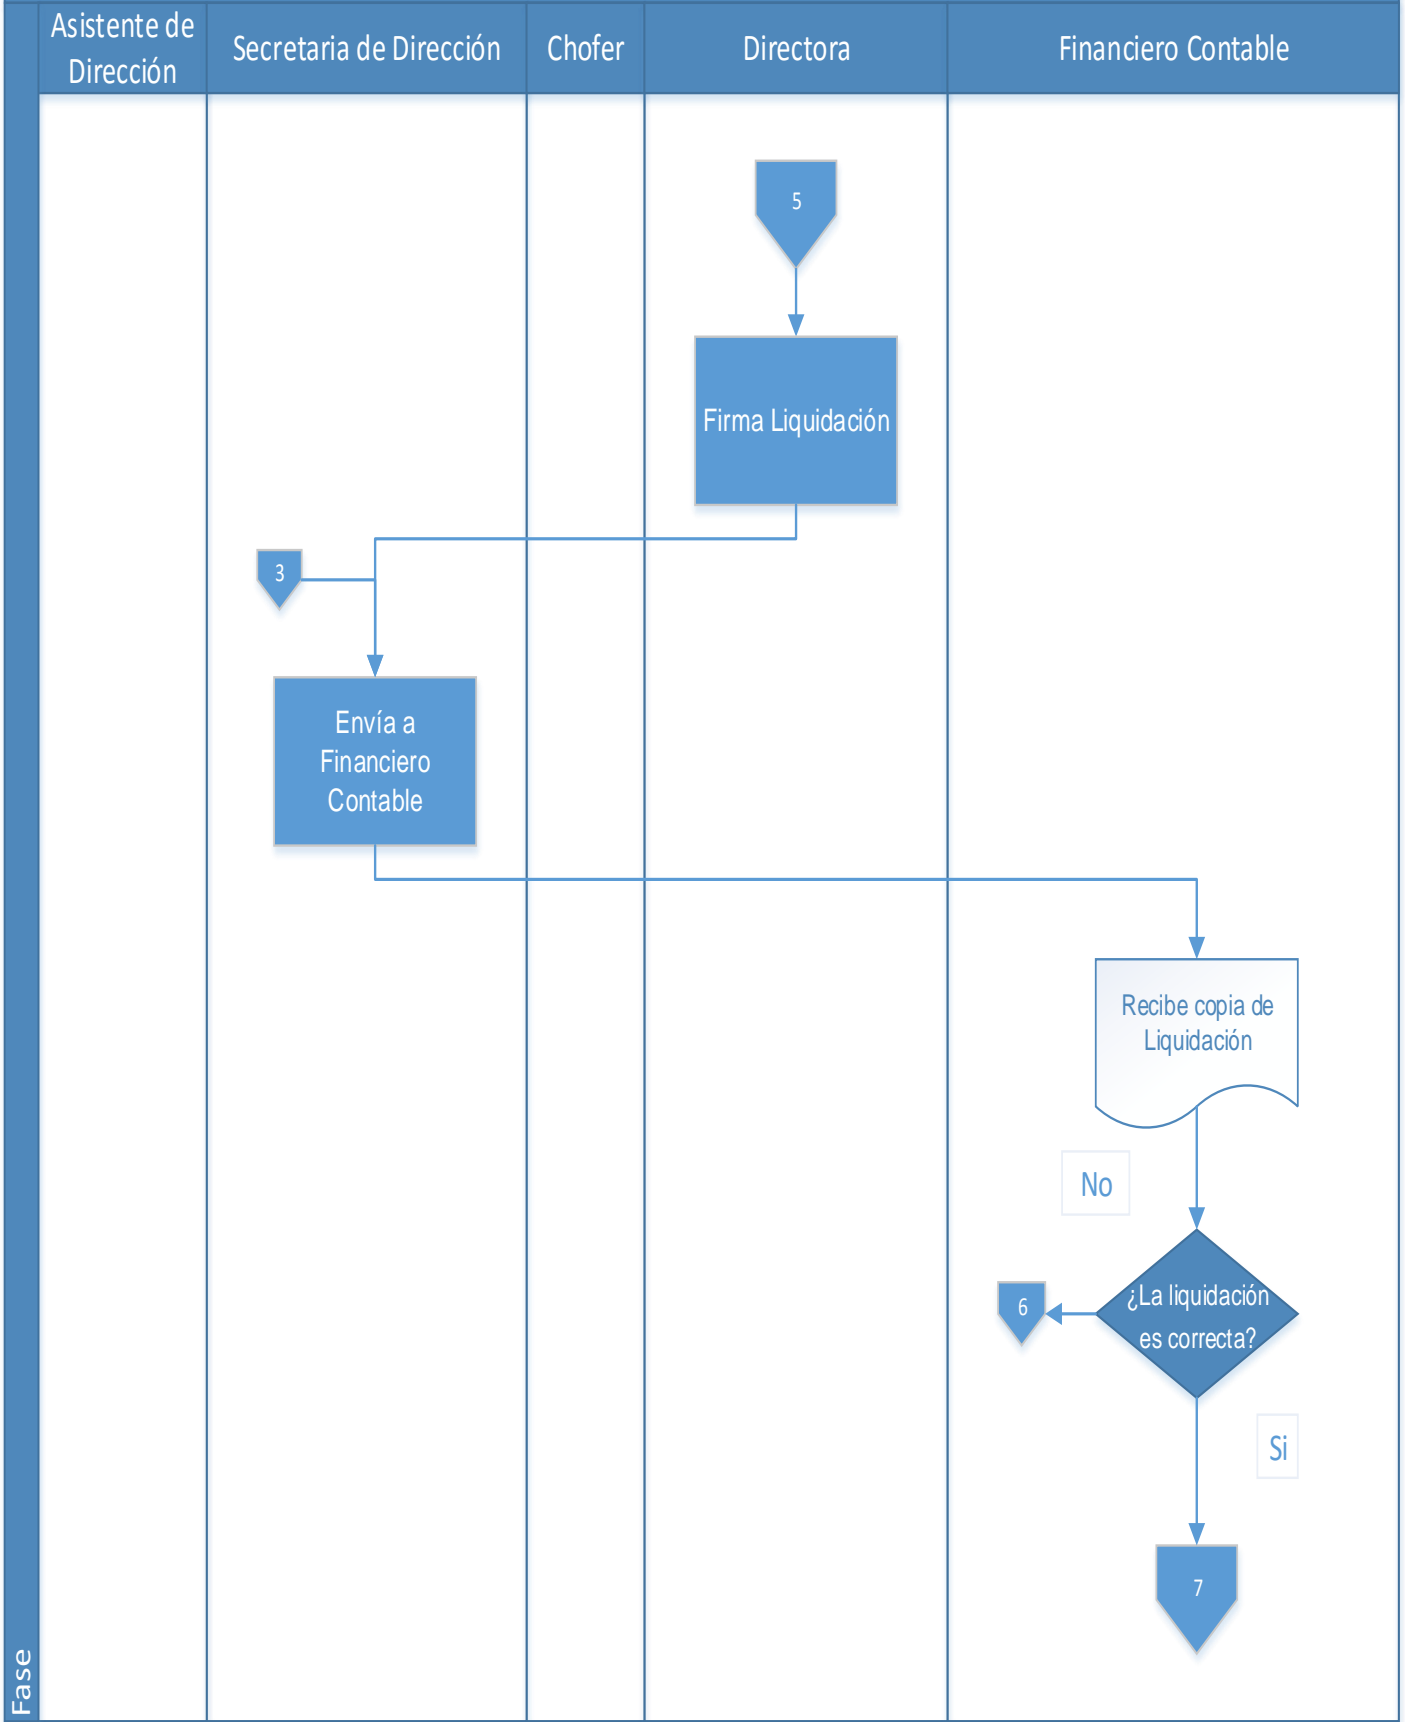 Asistente de
Dirección
Secretaria de Dirección
Chofer
Directora
Financiero Contable
5
Firma Liquidación
3
Envía a
Financiero
Contable
Recibe copia de
Liquidación
No
¿La liquidación
es correcta?
6
Si
7
Fase